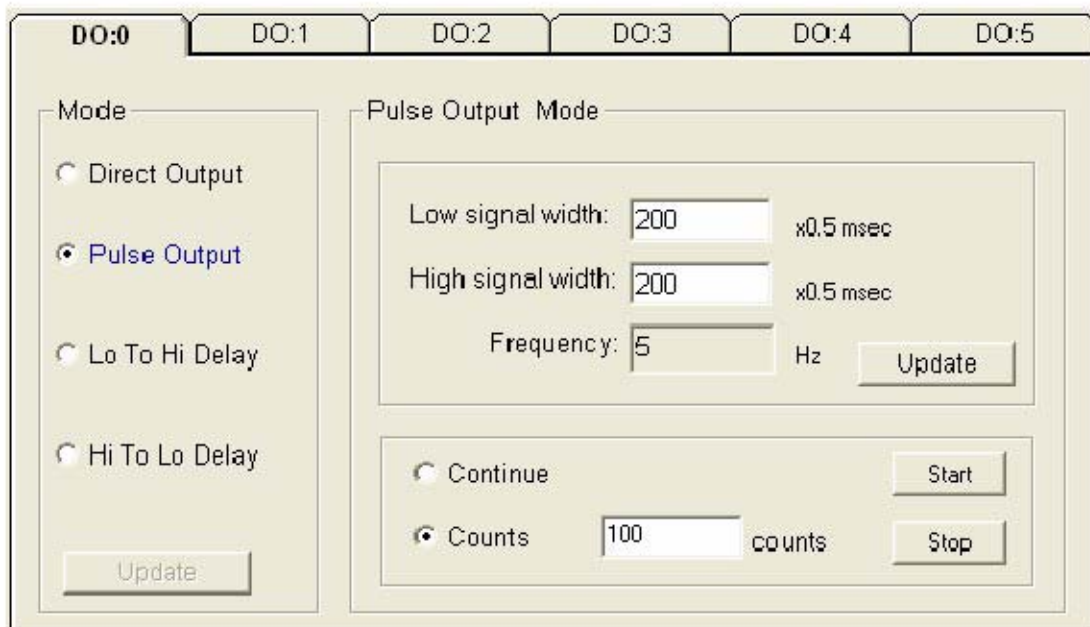 DO:0 DO:1 DO:2 DO:3 DO:4 DO:5
Mode
Direct Output
Pulse Output
Lo To Hi Delay
Hi To Lo Delay
Update
Pulse Output Mode
Low signal width: 200 x0.5 msec
High signal width: 200 x0.5 msec
Frequency: 5 Hz Update
Continue Start
Counts 100 counts Stop